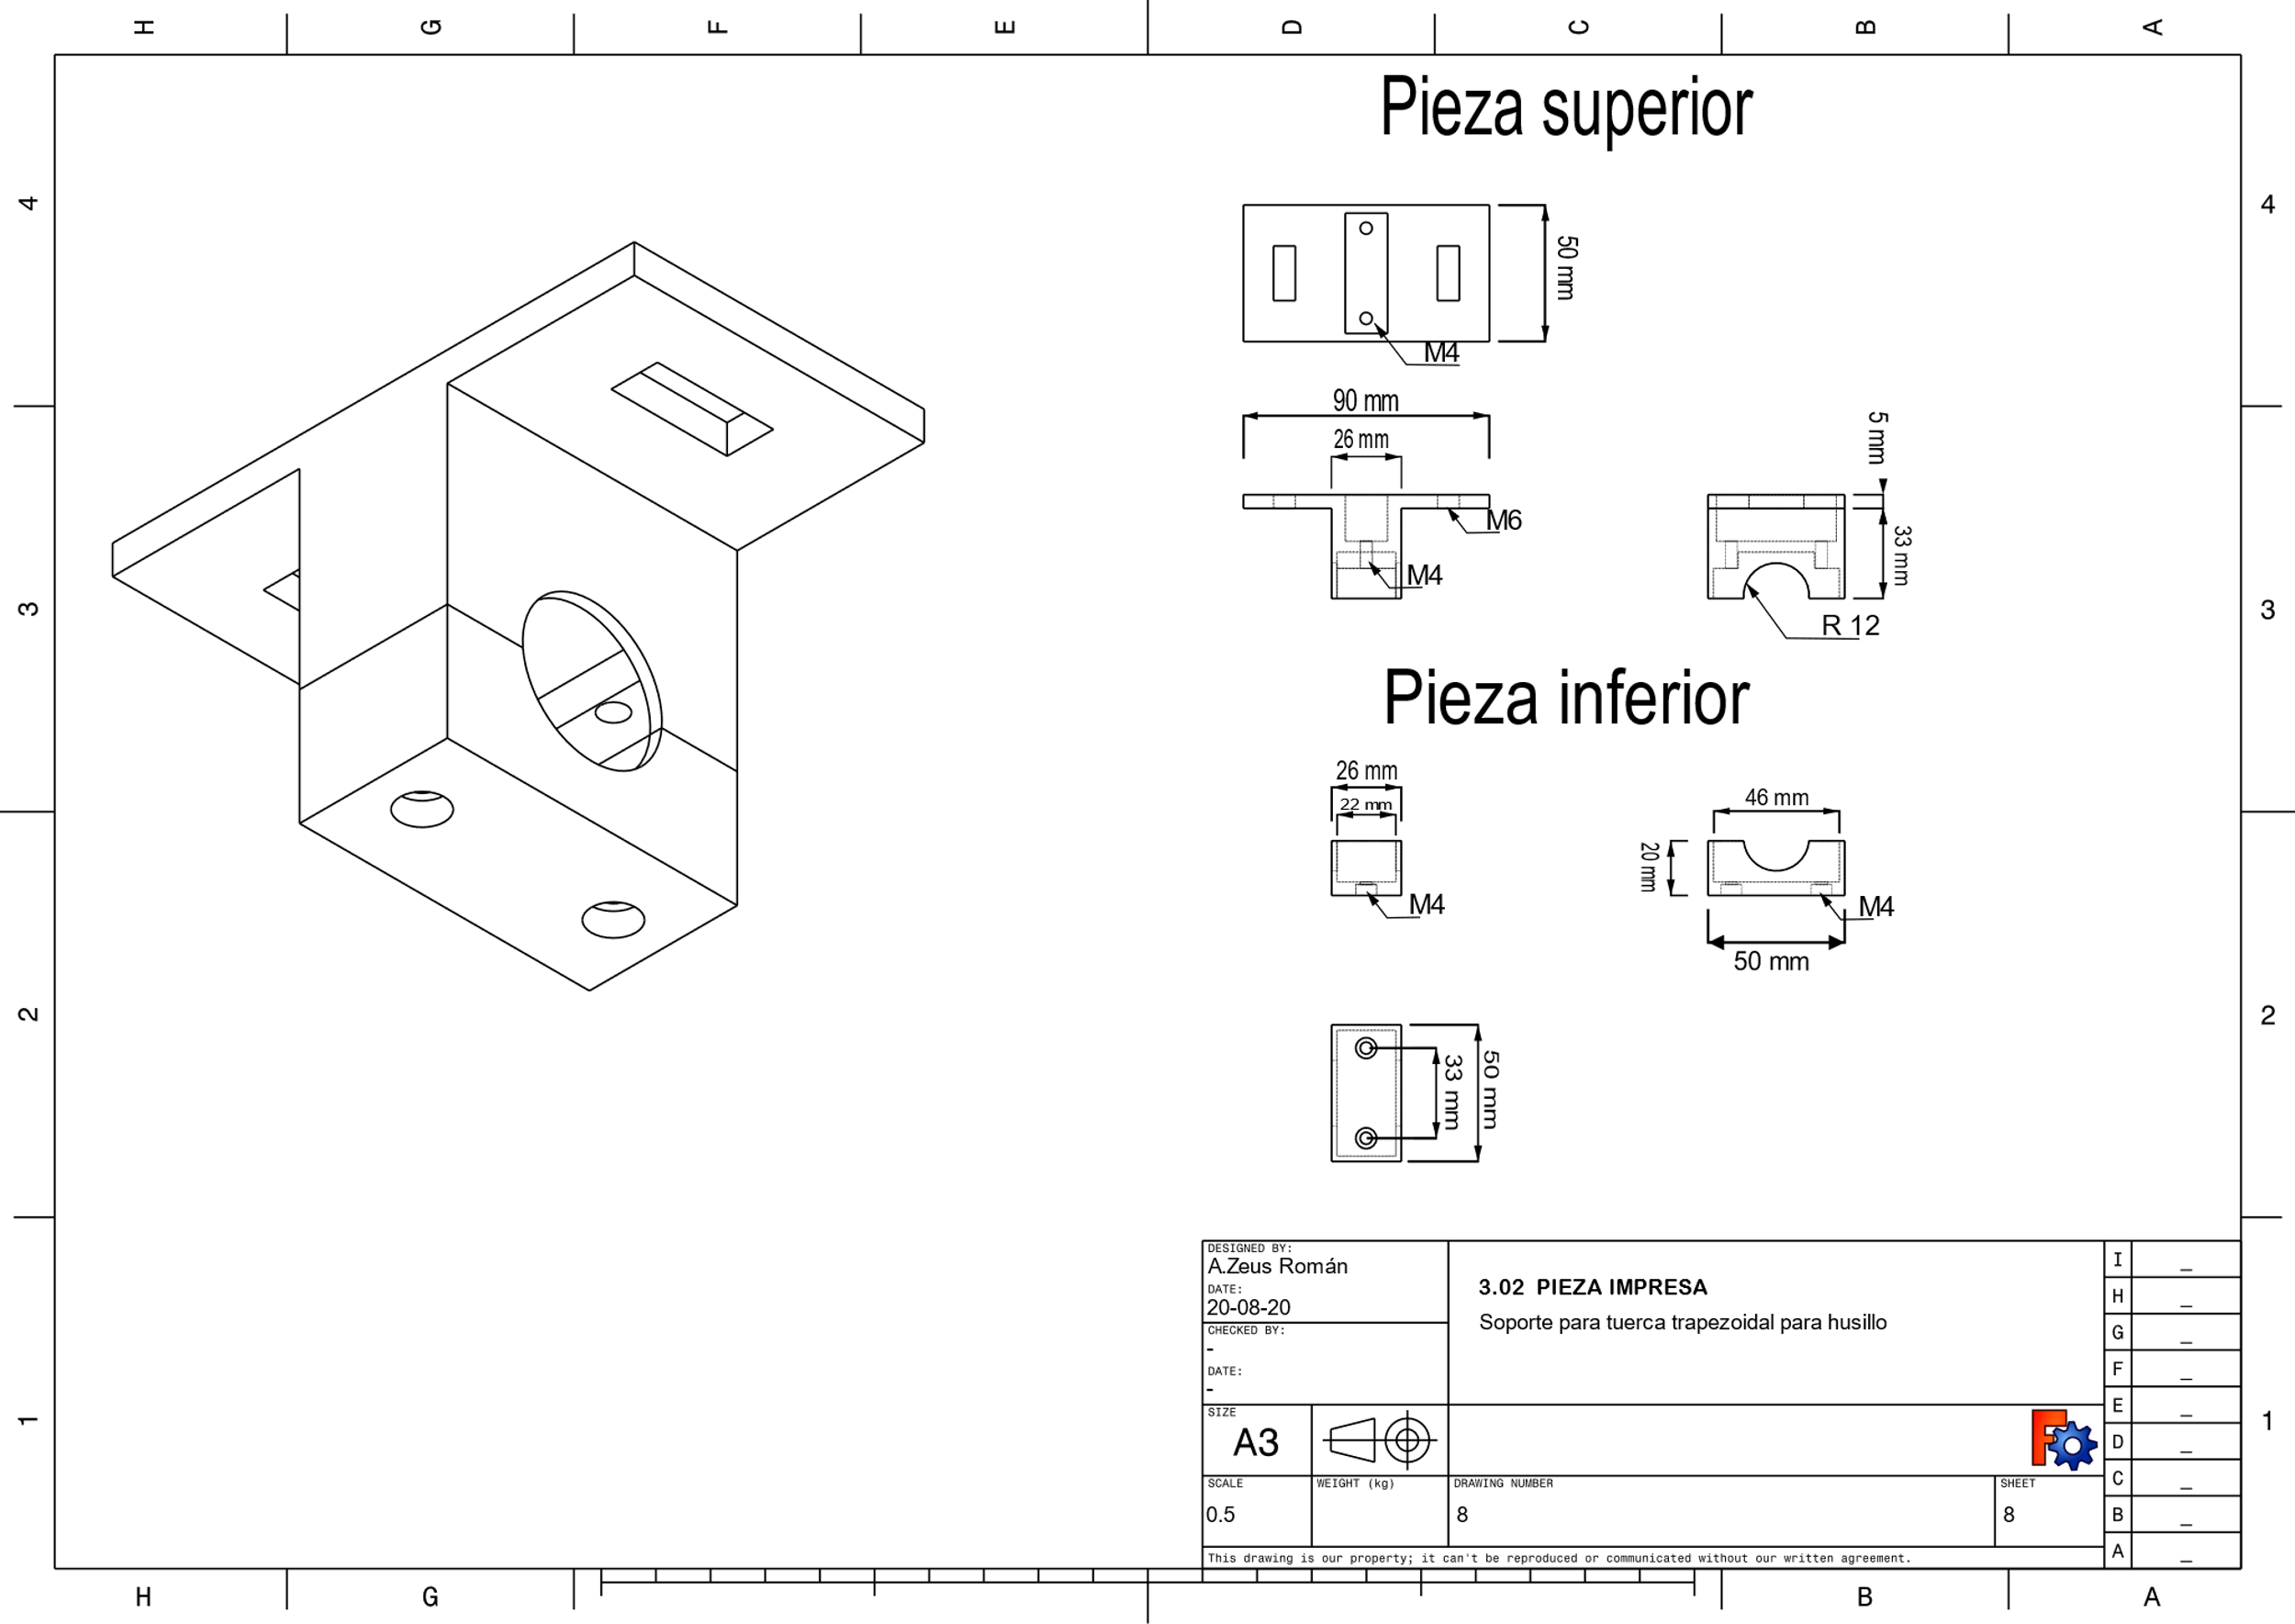 H G F E D C B A
Pieza superior
4
4
50 mm
M4
90 mm
26 mm
5 mm
M6
33 mm
M4
3
3
R 12
Pieza inferior
26 mm
22 mm
46 mm
20 mm
M4
M4
50 mm
2
2
33 mm
50 mm
DESIGNED BY:
A.Zeus Román
DATE:
20-08-20
CHECKED BY:
-
DATE:
-
3.02 PIEZA IMPRESA
Soporte para tuerca trapezoidal para husillo
I _
H _
G _
F _
E _
D _
C _
B _
A _
1
1
SIZE
A3
SCALE
0.5
WEIGHT (kg)
DRAWING NUMBER
8
SHEET
8
This drawing is our property; it can't be reproduced or communicated without our written agreement.
H G B A